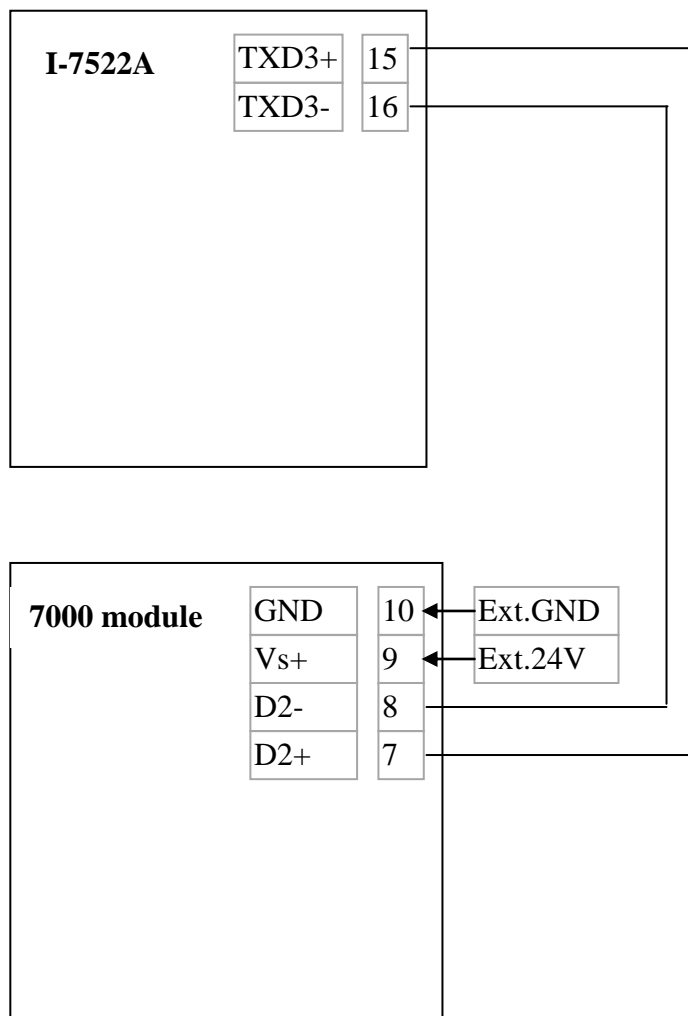 I-7522A
TXD3+ 15
TXD3- 16
7000 module
GND 10 Ext.GND
Vs+ 9 Ext.24V
D2- 8
D2+ 7